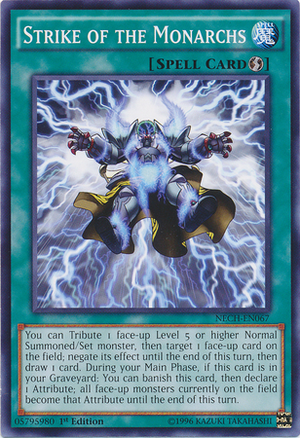 STRIKE OF THE MONARCHS
SPELL
[SPELL CARD]
NECH-EN067
You can Tribute 1 face-up Level 5 or higher Normal
Summoned/Set monster, then target 1 face-up card on
the field; negate its effect until the end of this turn, then
draw 1 card. During your Main Phase, if this card is in
your Graveyard: You can banish this card, then declare
1 Attribute; all face-up monsters currently on the field
become that Attribute until the end of this turn.
05795980
1st Edition
©1996 KAZUKI TAKAHASHI